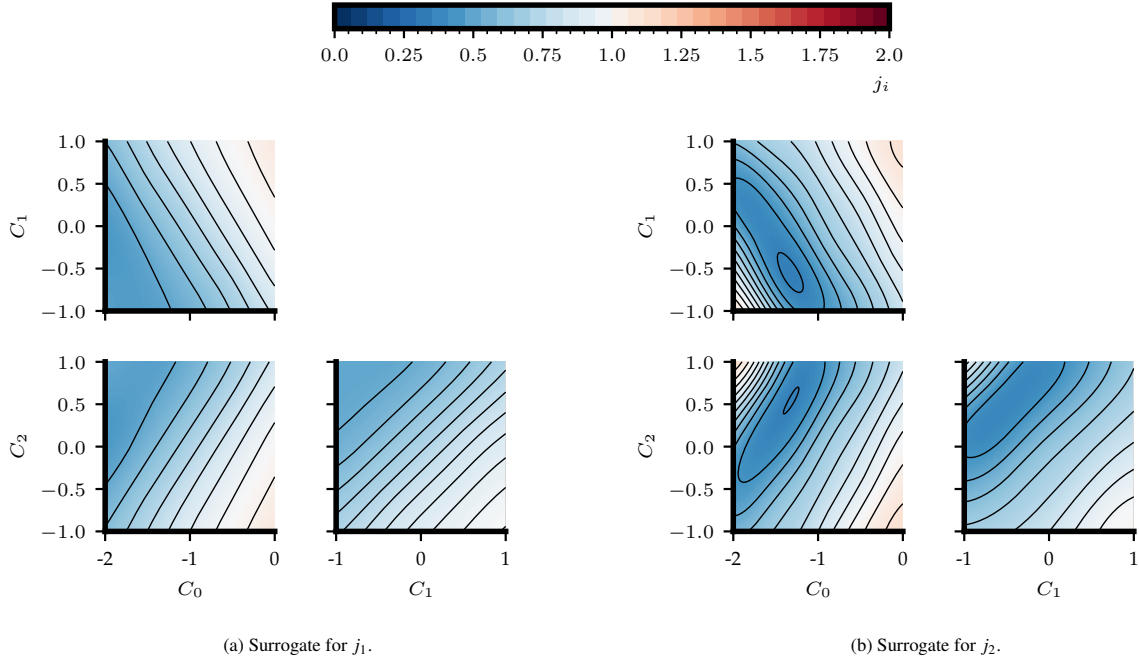 0.0 0.25 0.5 0.75 1.0 1.25 1.5 1.75 2.0
j_i
1.0 1.0
0.5 0.5
C_1 0.0 C_1 0.0
−0.5 −0.5
−1.0 −1.0
1.0 1.0
0.5 0.5
C_2 0.0 C_2 0.0
−0.5 −0.5
−1.0 −1.0
-2 -1 0 -1 0 1 -2 -1 0 -1 0 1
C_0 C_1 C_0 C_1
(a) Surrogate for j_1. (b) Surrogate for j_2.